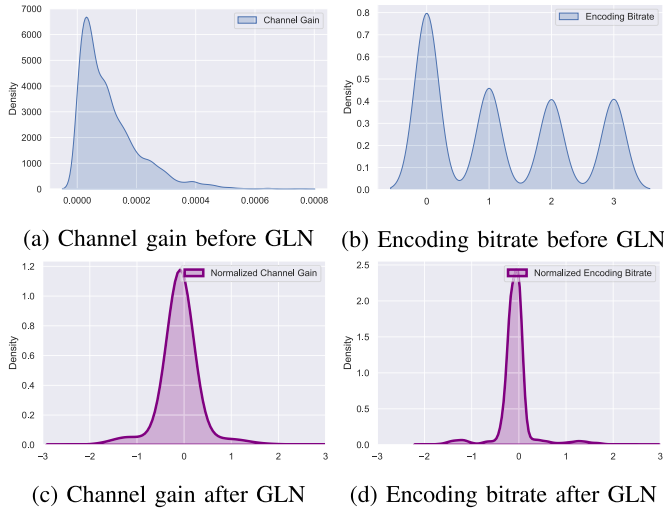 Channel Gain
Density
7000
6000
5000
4000
3000
2000
1000
0
0.0000 0.0002 0.0004 0.0006 0.0008
(a) Channel gain before GLN
Encoding Bitrate
Density
0.8
0.7
0.6
0.5
0.4
0.3
0.2
0.1
0.0
0 1 2 3
(b) Encoding bitrate before GLN
Normalized Channel Gain
Density
1.2
1.0
0.8
0.6
0.4
0.2
0.0
−3 −2 −1 0 1 2 3
(c) Channel gain after GLN
Normalized Encoding Bitrate
Density
2.5
2.0
1.5
1.0
0.5
0.0
−3 −2 −1 0 1 2 3
(d) Encoding bitrate after GLN